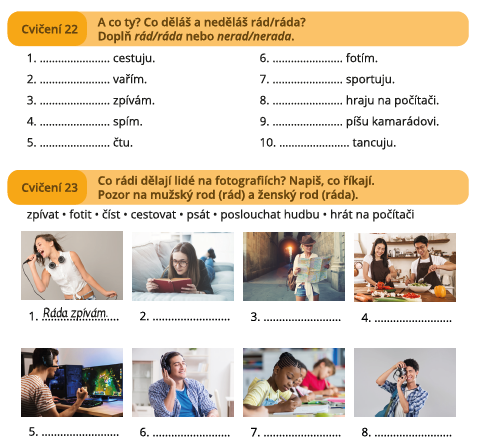 Cvičení 22
A co ty? Co děláš a neděláš rád/ráda?
Doplň rád/ráda nebo nerad/nerada.
1. ....................... cestuju.
2. ....................... vařím.
3. ....................... zpívám.
4. ....................... spím.
5. ....................... čtu.
6. ....................... fotím.
7. ....................... sportuju.
8. ....................... hraju na počítači.
9. ....................... píšu kamarádovi.
10. ....................... tancuju.
Cvičení 23
Co rádi dělají lidé na fotografiích? Napiš, co říkají.
Pozor na mužský rod (rád) a ženský rod (ráda).
zpívat • fotit • číst • cestovat • psát • poslouchat hudbu • hrát na počítači
1. Ráda zpívám.
2. .........................
3. .........................
4. .........................
5. .........................
6. .........................
7. .........................
8. .........................